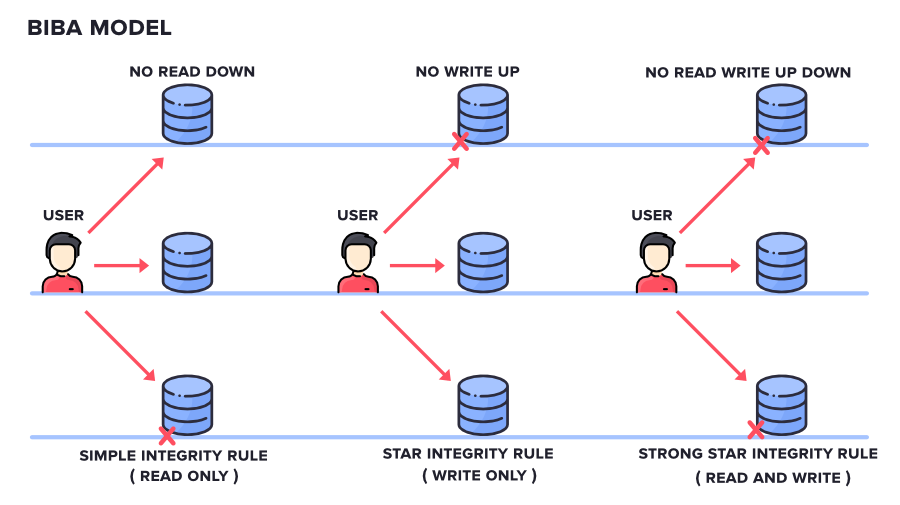 BIBA MODEL
NO READ DOWN
NO WRITE UP
NO READ WRITE UP DOWN
USER
USER
USER
SIMPLE INTEGRITY RULE
( READ ONLY )
STAR INTEGRITY RULE
( WRITE ONLY )
STRONG STAR INTEGRITY RULE
( READ AND WRITE )